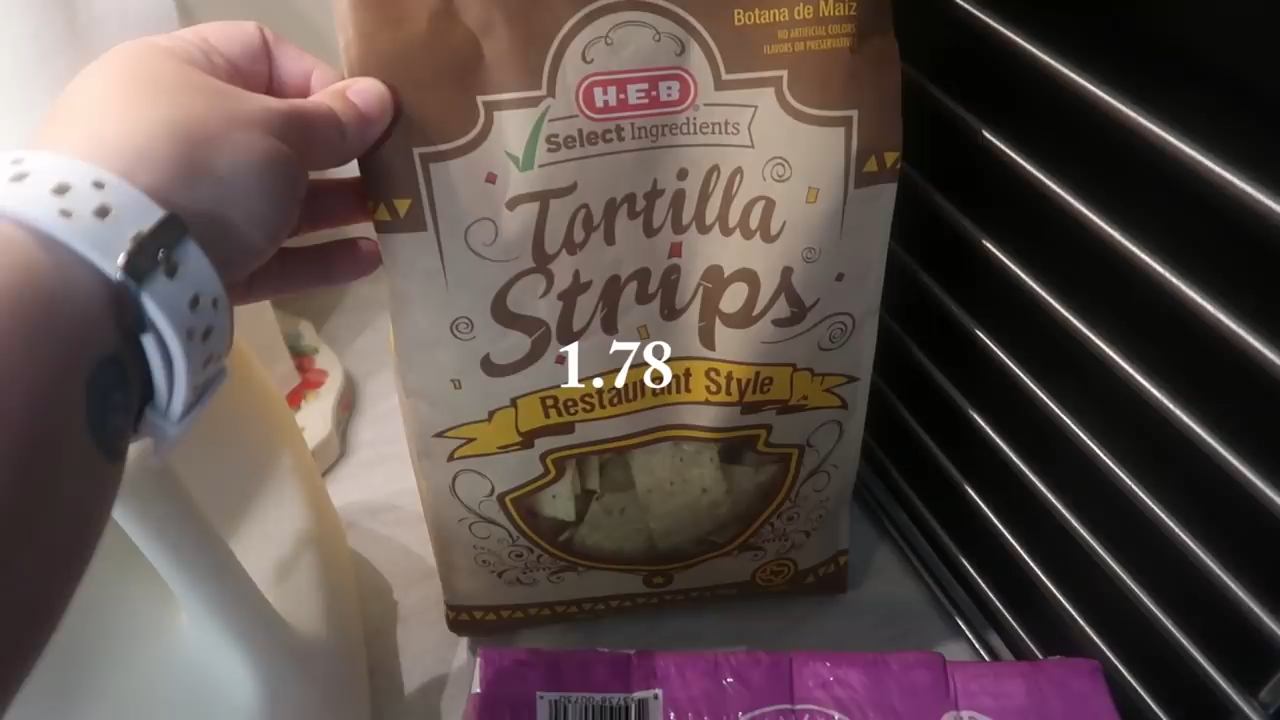 Botana de Maíz
NO ARTIFICIAL COLORS
FLAVORS OR PRESERVATIVES
H-E-B
Select Ingredients
Tortilla
Strips
1.78
Restaurant Style